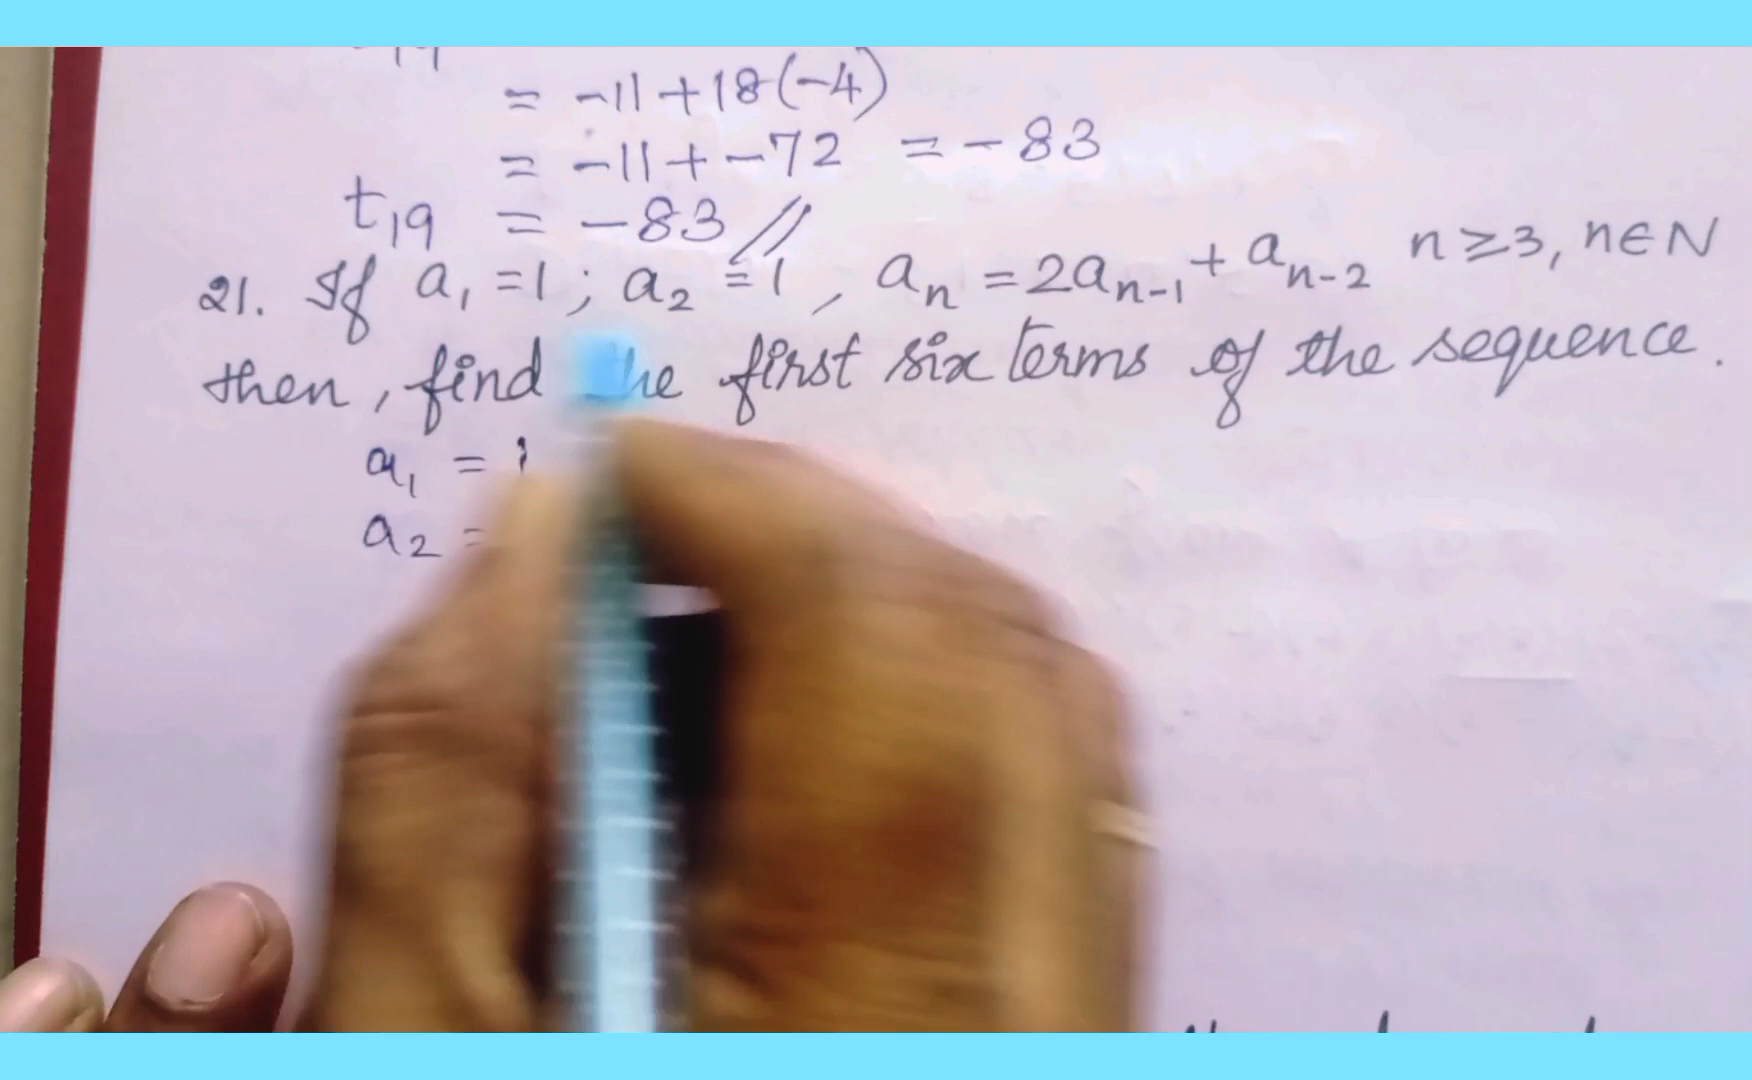 = -11+18(-4)
= -11+-72 = -83
t₁₉ = -83 //
21. If a₁ =1 ; a₂ =1 , aₙ =2aₙ₋₁+aₙ₋₂ n≥3, n∈N
then, find the first six terms of the sequence.
a₁ = 1
a₂ =